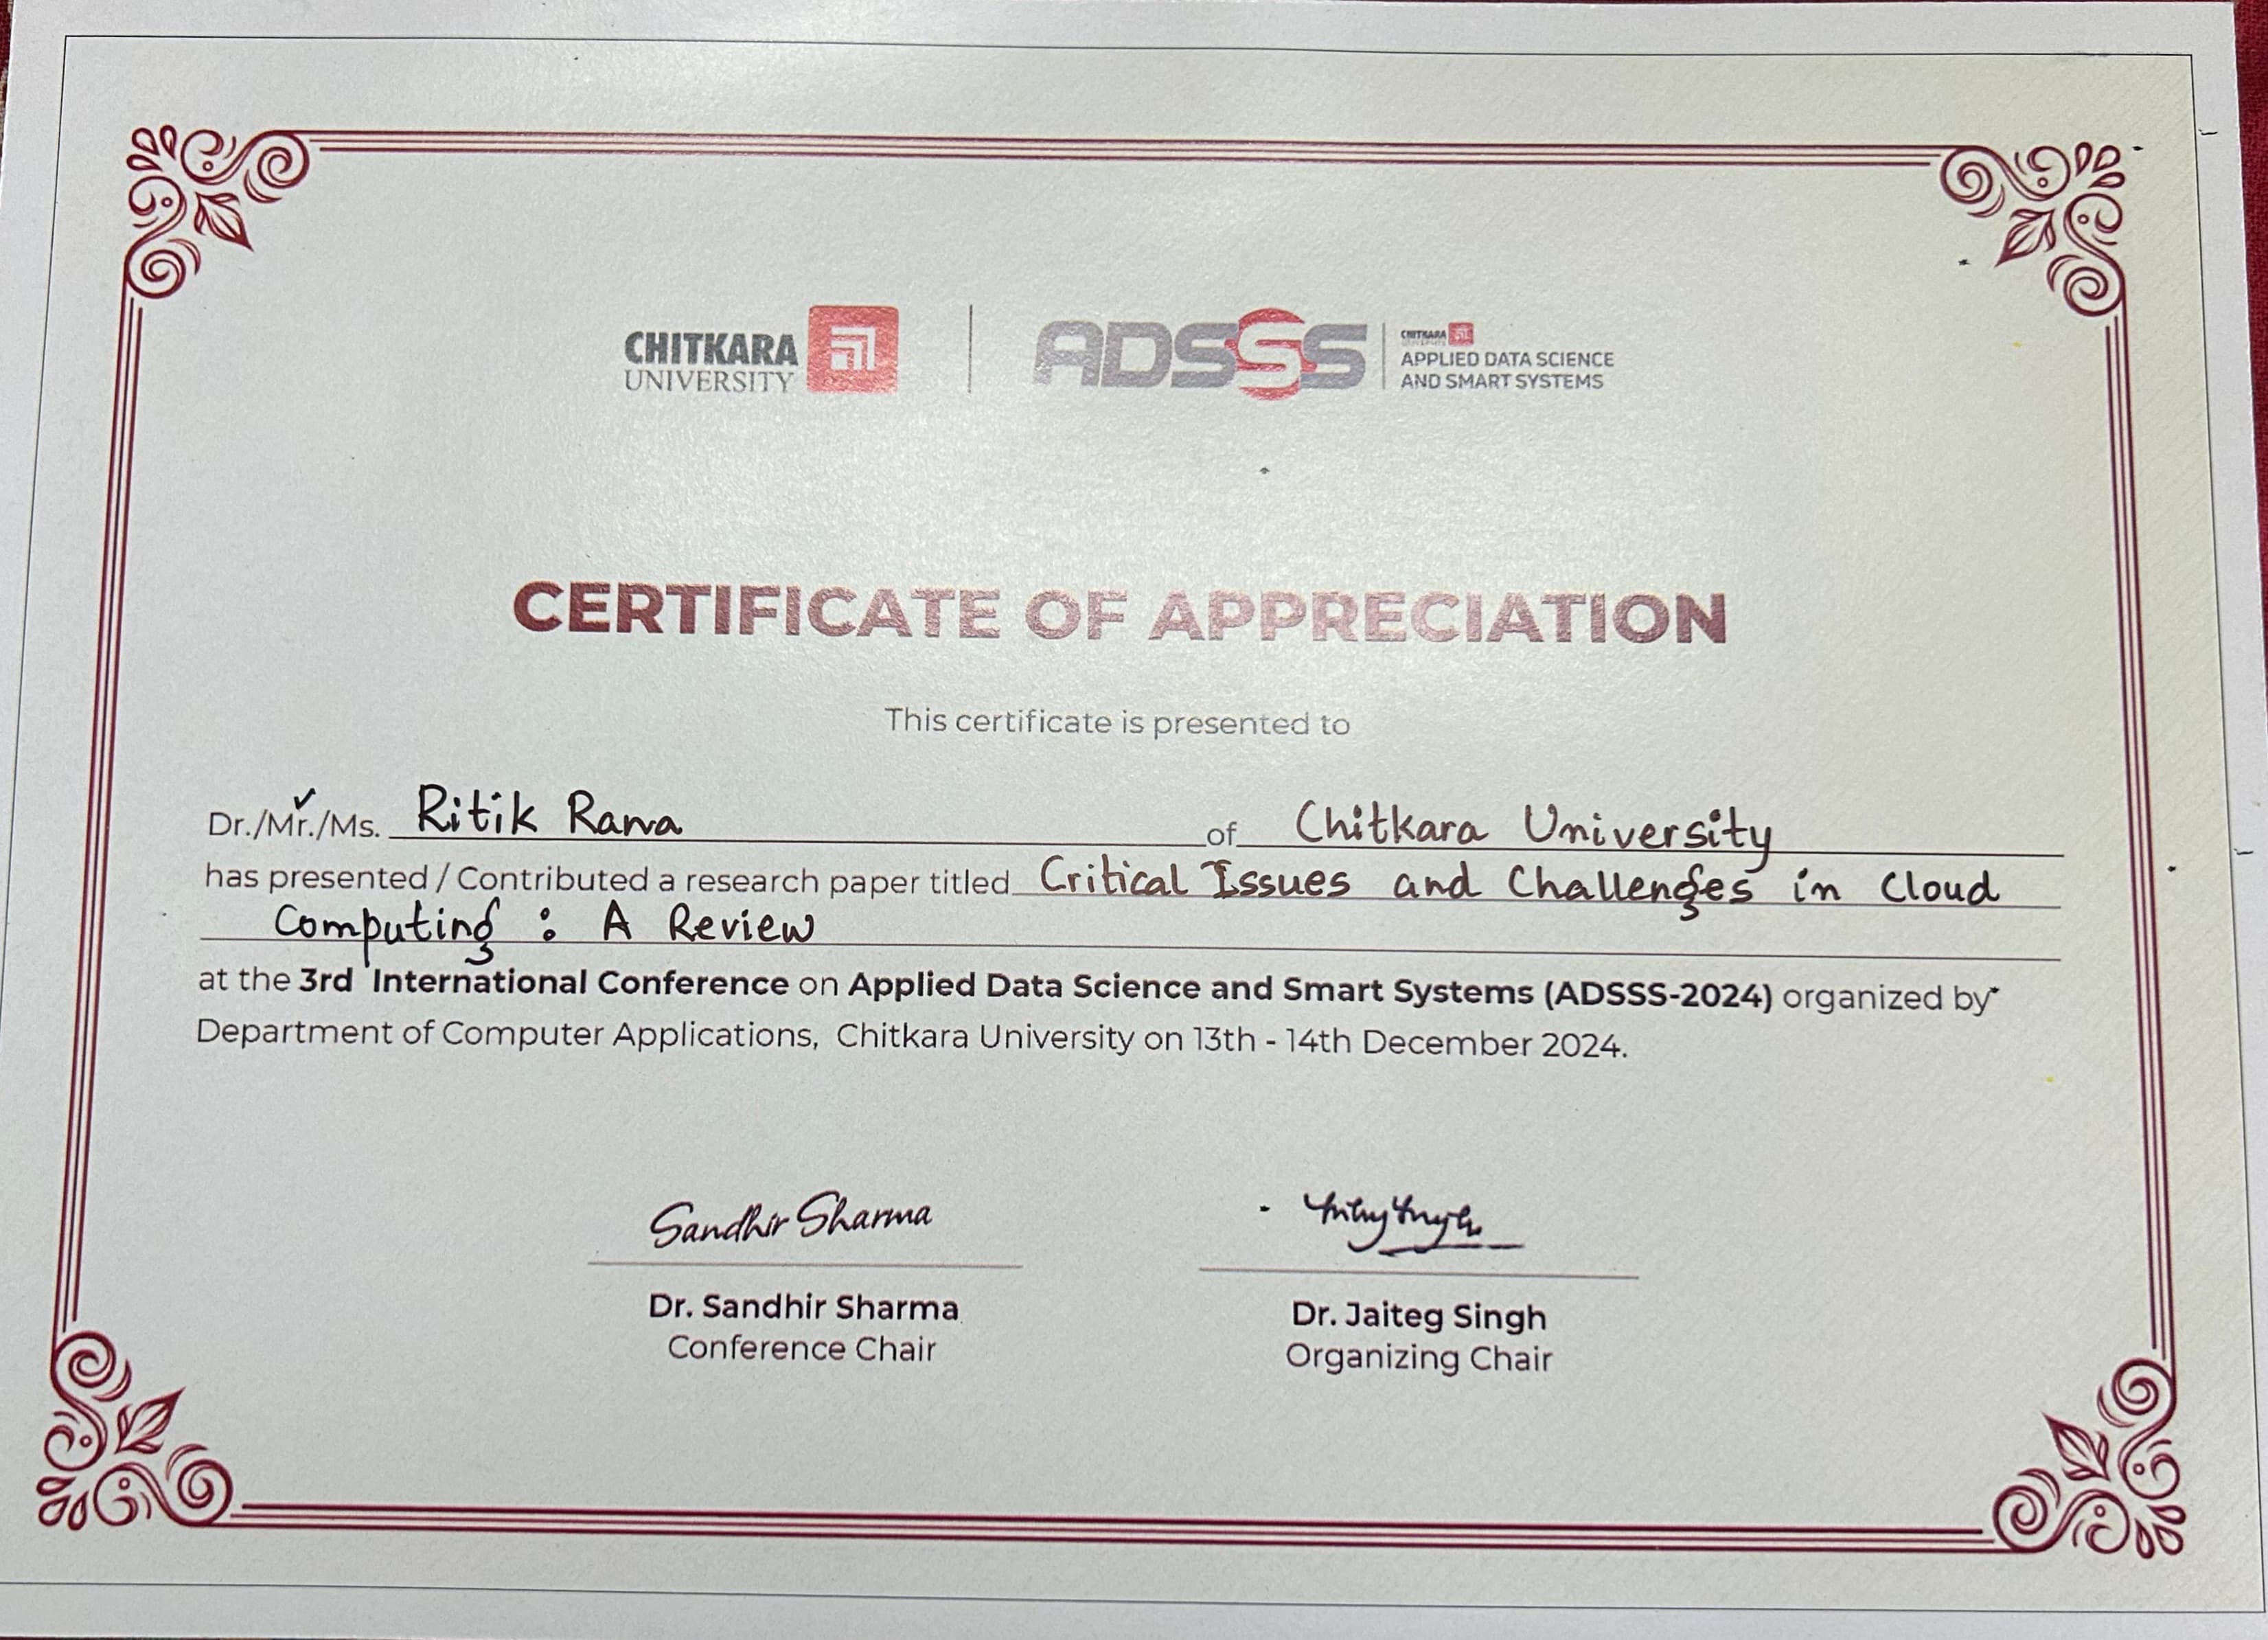 CHITKARA
UNIVERSITY
ADSSS
CHITKARA
APPLIED DATA SCIENCE
AND SMART SYSTEMS
CERTIFICATE OF APPRECIATION
This certificate is presented to
Dr./Mr./Ms. Ritik Rana of Chitkara University
has presented / Contributed a research paper titled Critical Issues and Challenges in Cloud
Computing : A Review
at the 3rd International Conference on Applied Data Science and Smart Systems (ADSSS-2024) organized by
Department of Computer Applications, Chitkara University on 13th - 14th December 2024.
Sandhir Sharma
Dr. Sandhir Sharma
Conference Chair
Dr. Jaiteg Singh
Organizing Chair